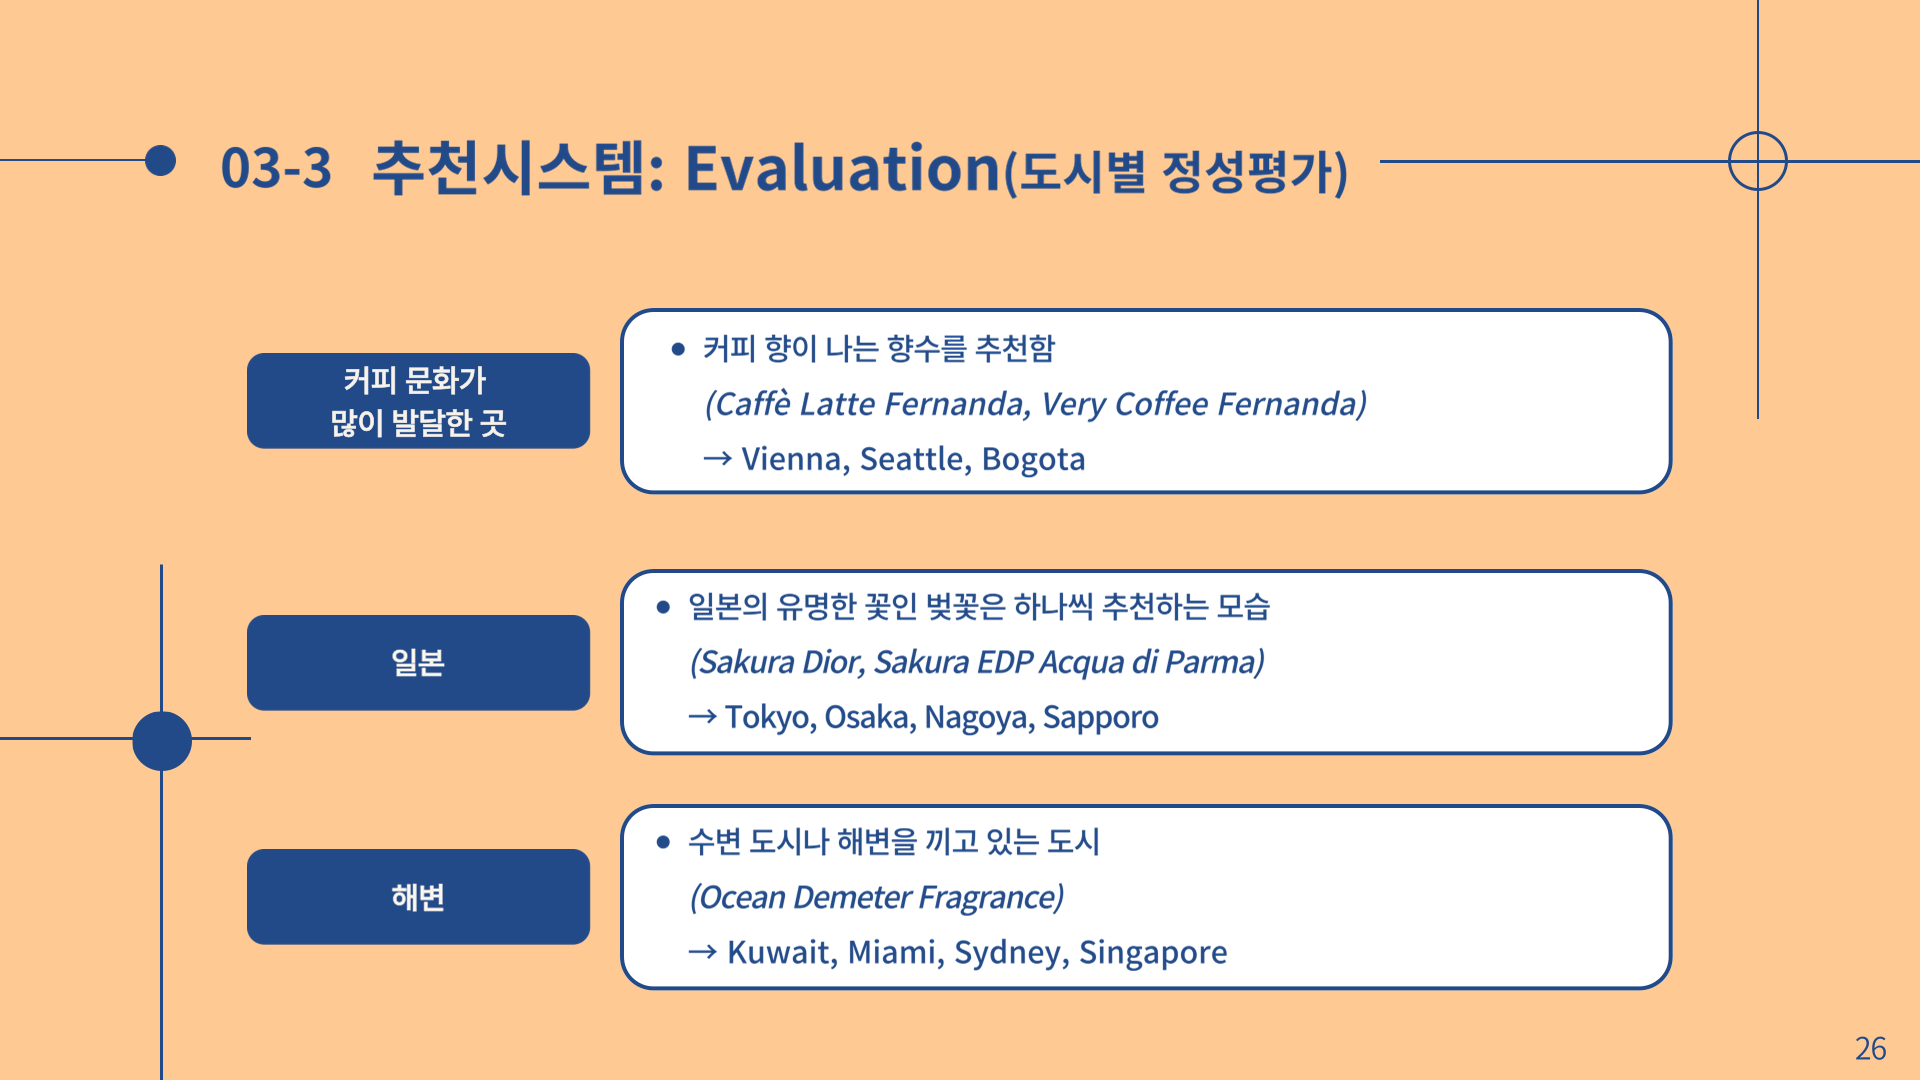 03-3 추천시스템: Evaluation(도시별 정성평가)
커피 문화가
많이 발달한 곳
● 커피 향이 나는 향수를 추천함
(Caffè Latte Fernanda, Very Coffee Fernanda)
→ Vienna, Seattle, Bogota
일본
● 일본의 유명한 꽃인 벚꽃은 하나씩 추천하는 모습
(Sakura Dior, Sakura EDP Acqua di Parma)
→ Tokyo, Osaka, Nagoya, Sapporo
해변
● 수변 도시나 해변을 끼고 있는 도시
(Ocean Demeter Fragrance)
→ Kuwait, Miami, Sydney, Singapore
26